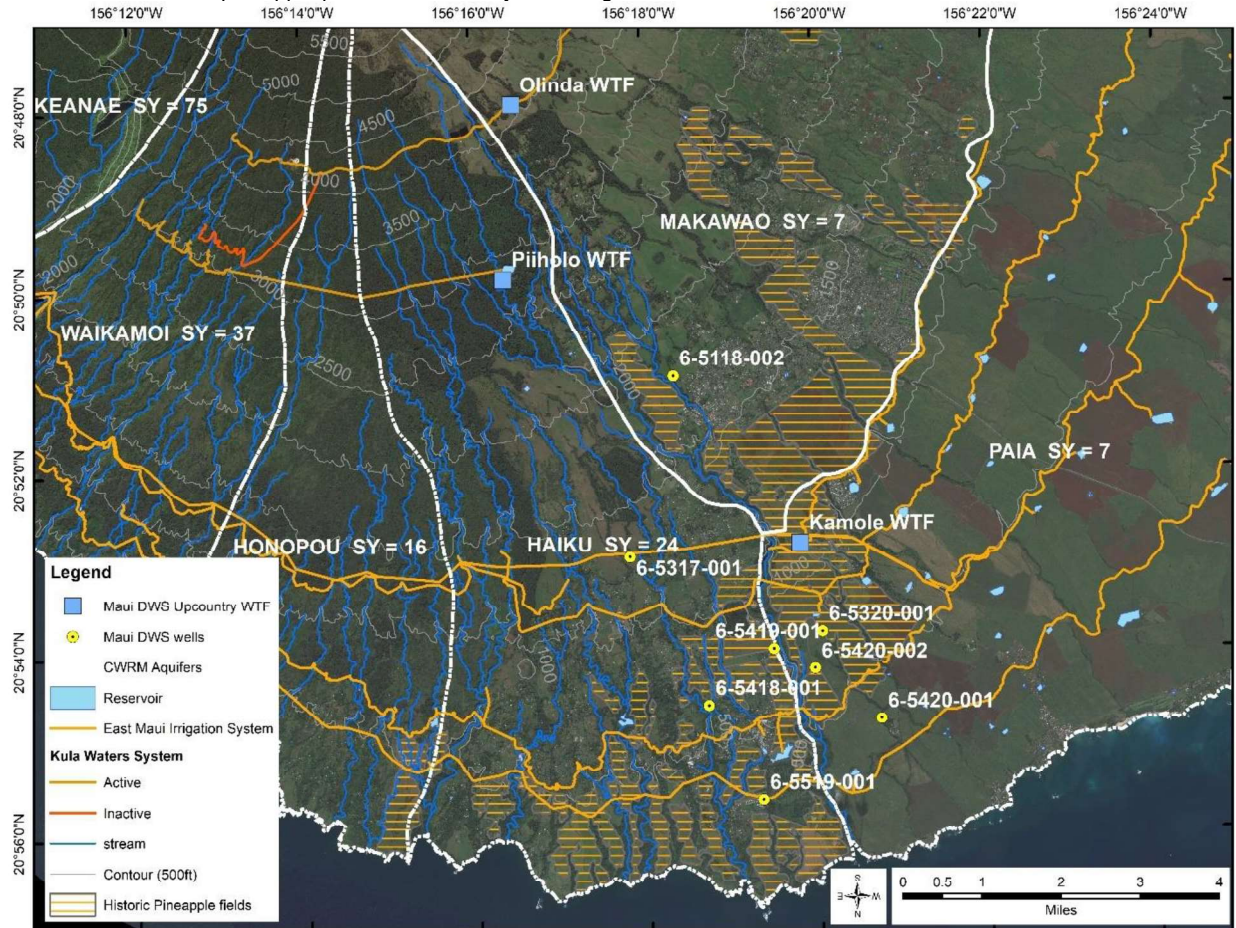 156°12'0"W
156°14'0"W
156°16'0"W
156°18'0"W
156°20'0"W
156°22'0"W
156°24'0"W
20°48'0"N
20°50'0"N
20°52'0"N
20°54'0"N
20°56'0"N
5500
5000
4500
4000
3500
3000
2500
2000
2000
2000
1500
1000
1000
500
500
Olinda WTF
KEANAE SY = 75
MAKAWAO SY = 7
Piiholo WTF
WAIKAMOI SY = 37
6-5118-002
PAIA SY = 7
Kamole WTF
HONOPOU SY = 16
HAIKU SY = 24
6-5317-001
6-5320-001
6-5419-001
6-5420-002
6-5418-001
6-5420-001
6-5519-001
Legend
Maui DWS Upcountry WTF
Maui DWS wells
CWRM Aquifers
Reservoir
East Maui Irrigation System
Kula Waters System
Active
Inactive
stream
Contour (500ft)
Historic Pineapple fields
S
E
W
N
0 0.5 1 2 3 4
Miles